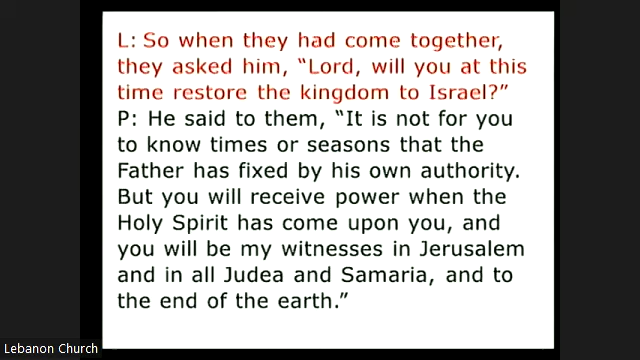 L: So when they had come together,
they asked him, “Lord, will you at this
time restore the kingdom to Israel?”
P: He said to them, “It is not for you
to know times or seasons that the
Father has fixed by his own authority.
But you will receive power when the
Holy Spirit has come upon you, and
you will be my witnesses in Jerusalem
and in all Judea and Samaria, and to
the end of the earth.”
Lebanon Church